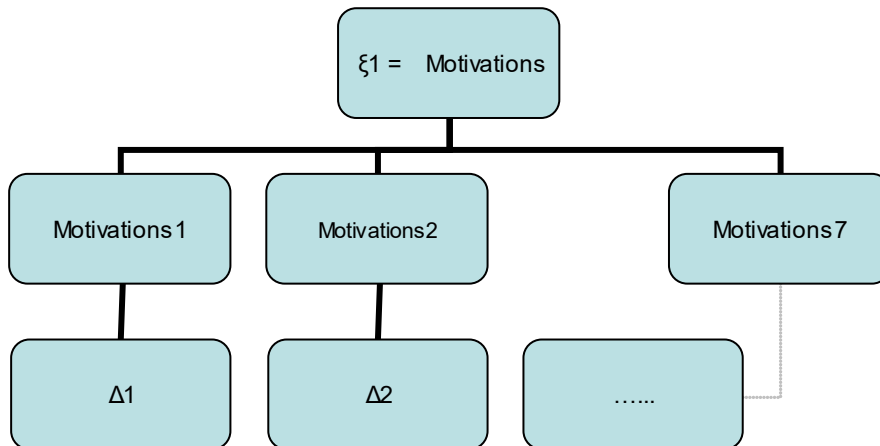 ξ1 = Motivations
Motivations1
Motivations2
Motivations7
Δ1
Δ2
…...